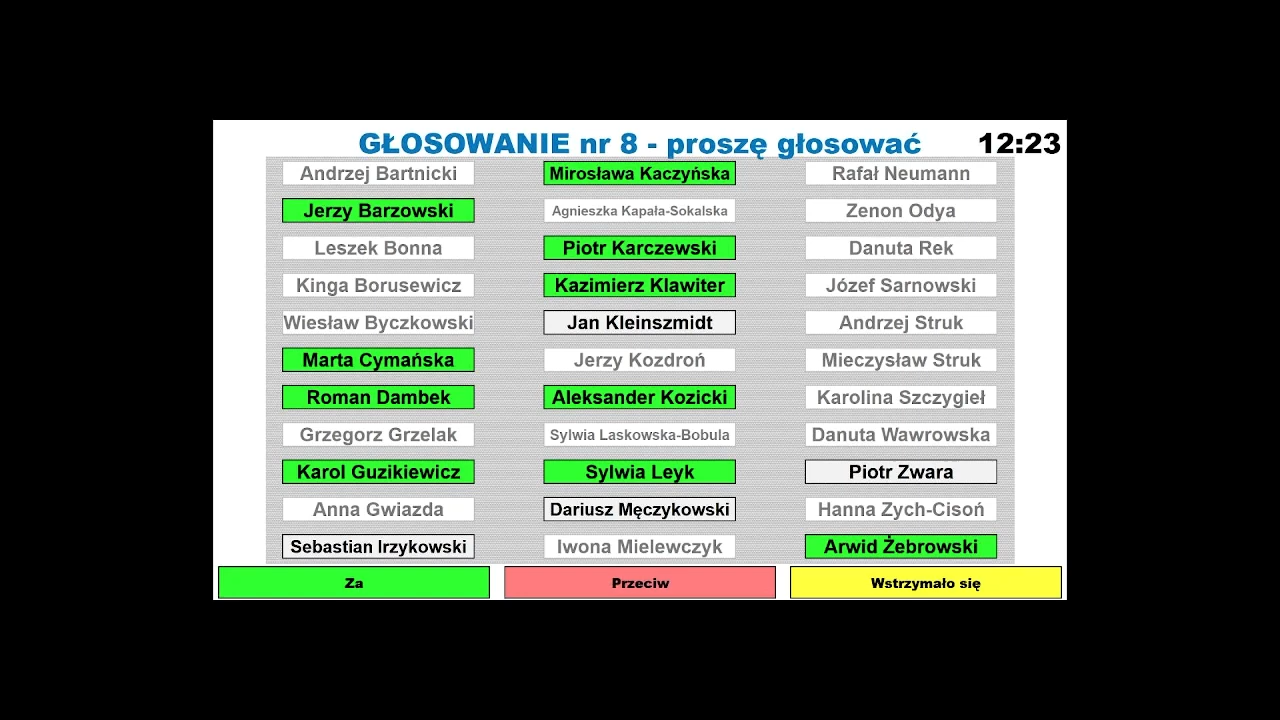 GŁOSOWANIE nr 8 - proszę głosować 12:23
Andrzej Bartnicki Mirosława Kaczyńska Rafał Neumann
Jerzy Barzowski Agnieszka Kapała-Sokalska Zenon Odya
Leszek Bonna Piotr Karczewski Danuta Rek
Kinga Borusewicz Kazimierz Klawiter Józef Sarnowski
Wiesław Byczkowski Jan Kleinszmidt Andrzej Struk
Marta Cymańska Jerzy Kozdroń Mieczysław Struk
Roman Dambek Aleksander Kozicki Karolina Szczygieł
Grzegorz Grzelak Sylwia Laskowska-Bobula Danuta Wawrowska
Karol Guzikiewicz Sylwia Leyk Piotr Zwara
Anna Gwiazda Dariusz Męczykowski Hanna Zych-Cisoń
Sebastian Irzykowski Iwona Mielewczyk Arwid Żebrowski
Za Przeciw Wstrzymało się